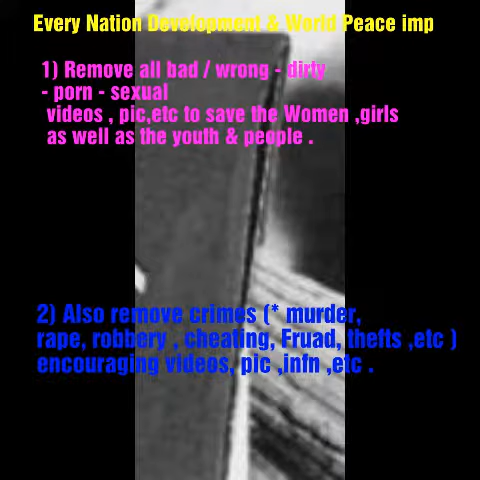 Every Nation Development & World Peace imp
1) Remove all bad / wrong - dirty
- porn - sexual
videos , pic,etc to save the Women ,girls
as well as the youth & people .
2) Also remove crimes (* murder,
rape, robbery , cheating, Fruad, thefts ,etc )
encouraging videos, pic ,infn ,etc .